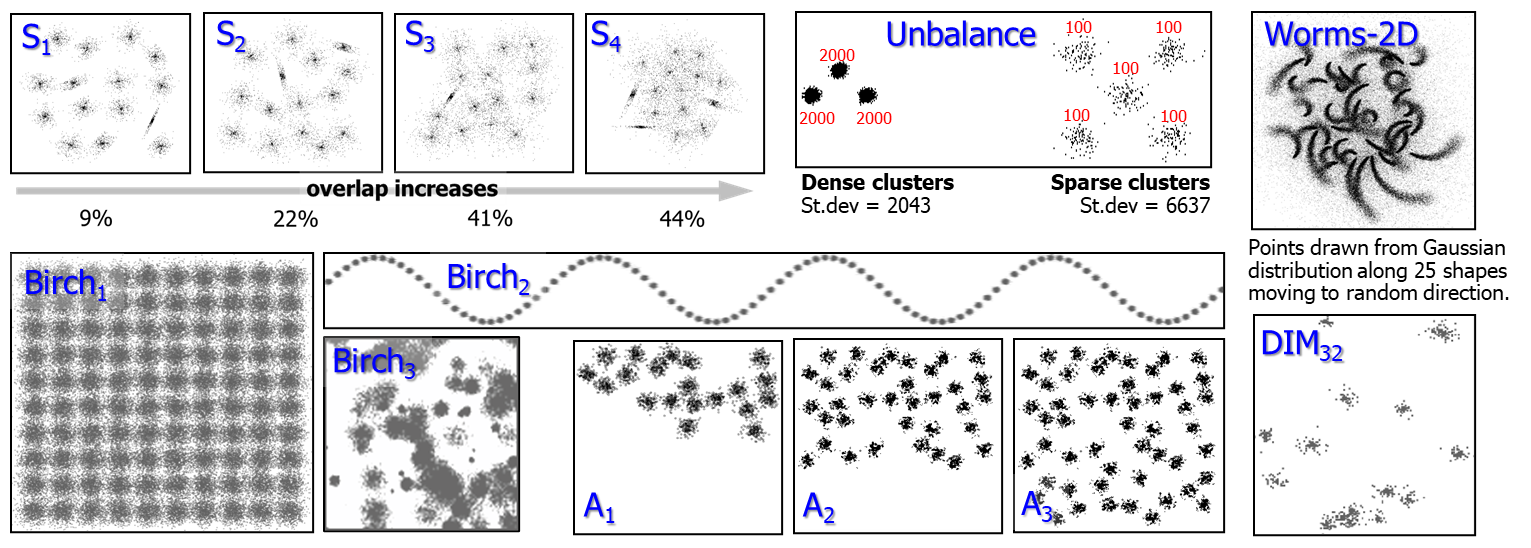 S1
S2
S3
S4
overlap increases
9%
22%
41%
44%
Unbalance
2000
2000
2000
100
100
100
100
100
Dense clusters
St.dev = 2043
Sparse clusters
St.dev = 6637
Worms-2D
Points drawn from Gaussian
distribution along 25 shapes
moving to random direction.
Birch1
Birch2
Birch3
A1
A2
A3
DIM32